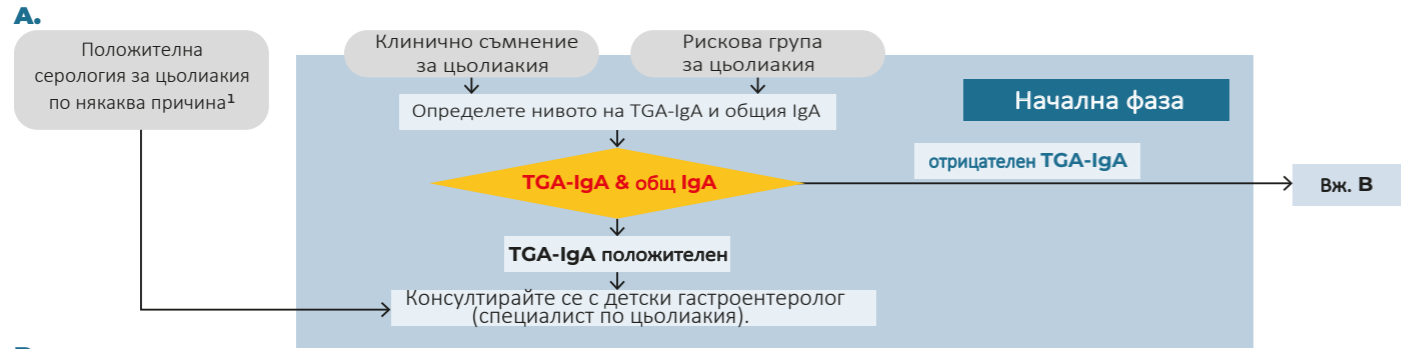 A.
Положителна
серология за цьолиакия
по някаква причина¹
Клинично съмнение
за цьолиакия
Рискова група
за цьолиакия
Определете нивото на TGA-IgA и общия IgA
Начална фаза
TGA-IgA & общ IgA
отрицателен TGA-IgA
Вж. B
TGA-IgA положителен
Консултирайте се с детски гастроентеролог
(специалист по цьолиакия).